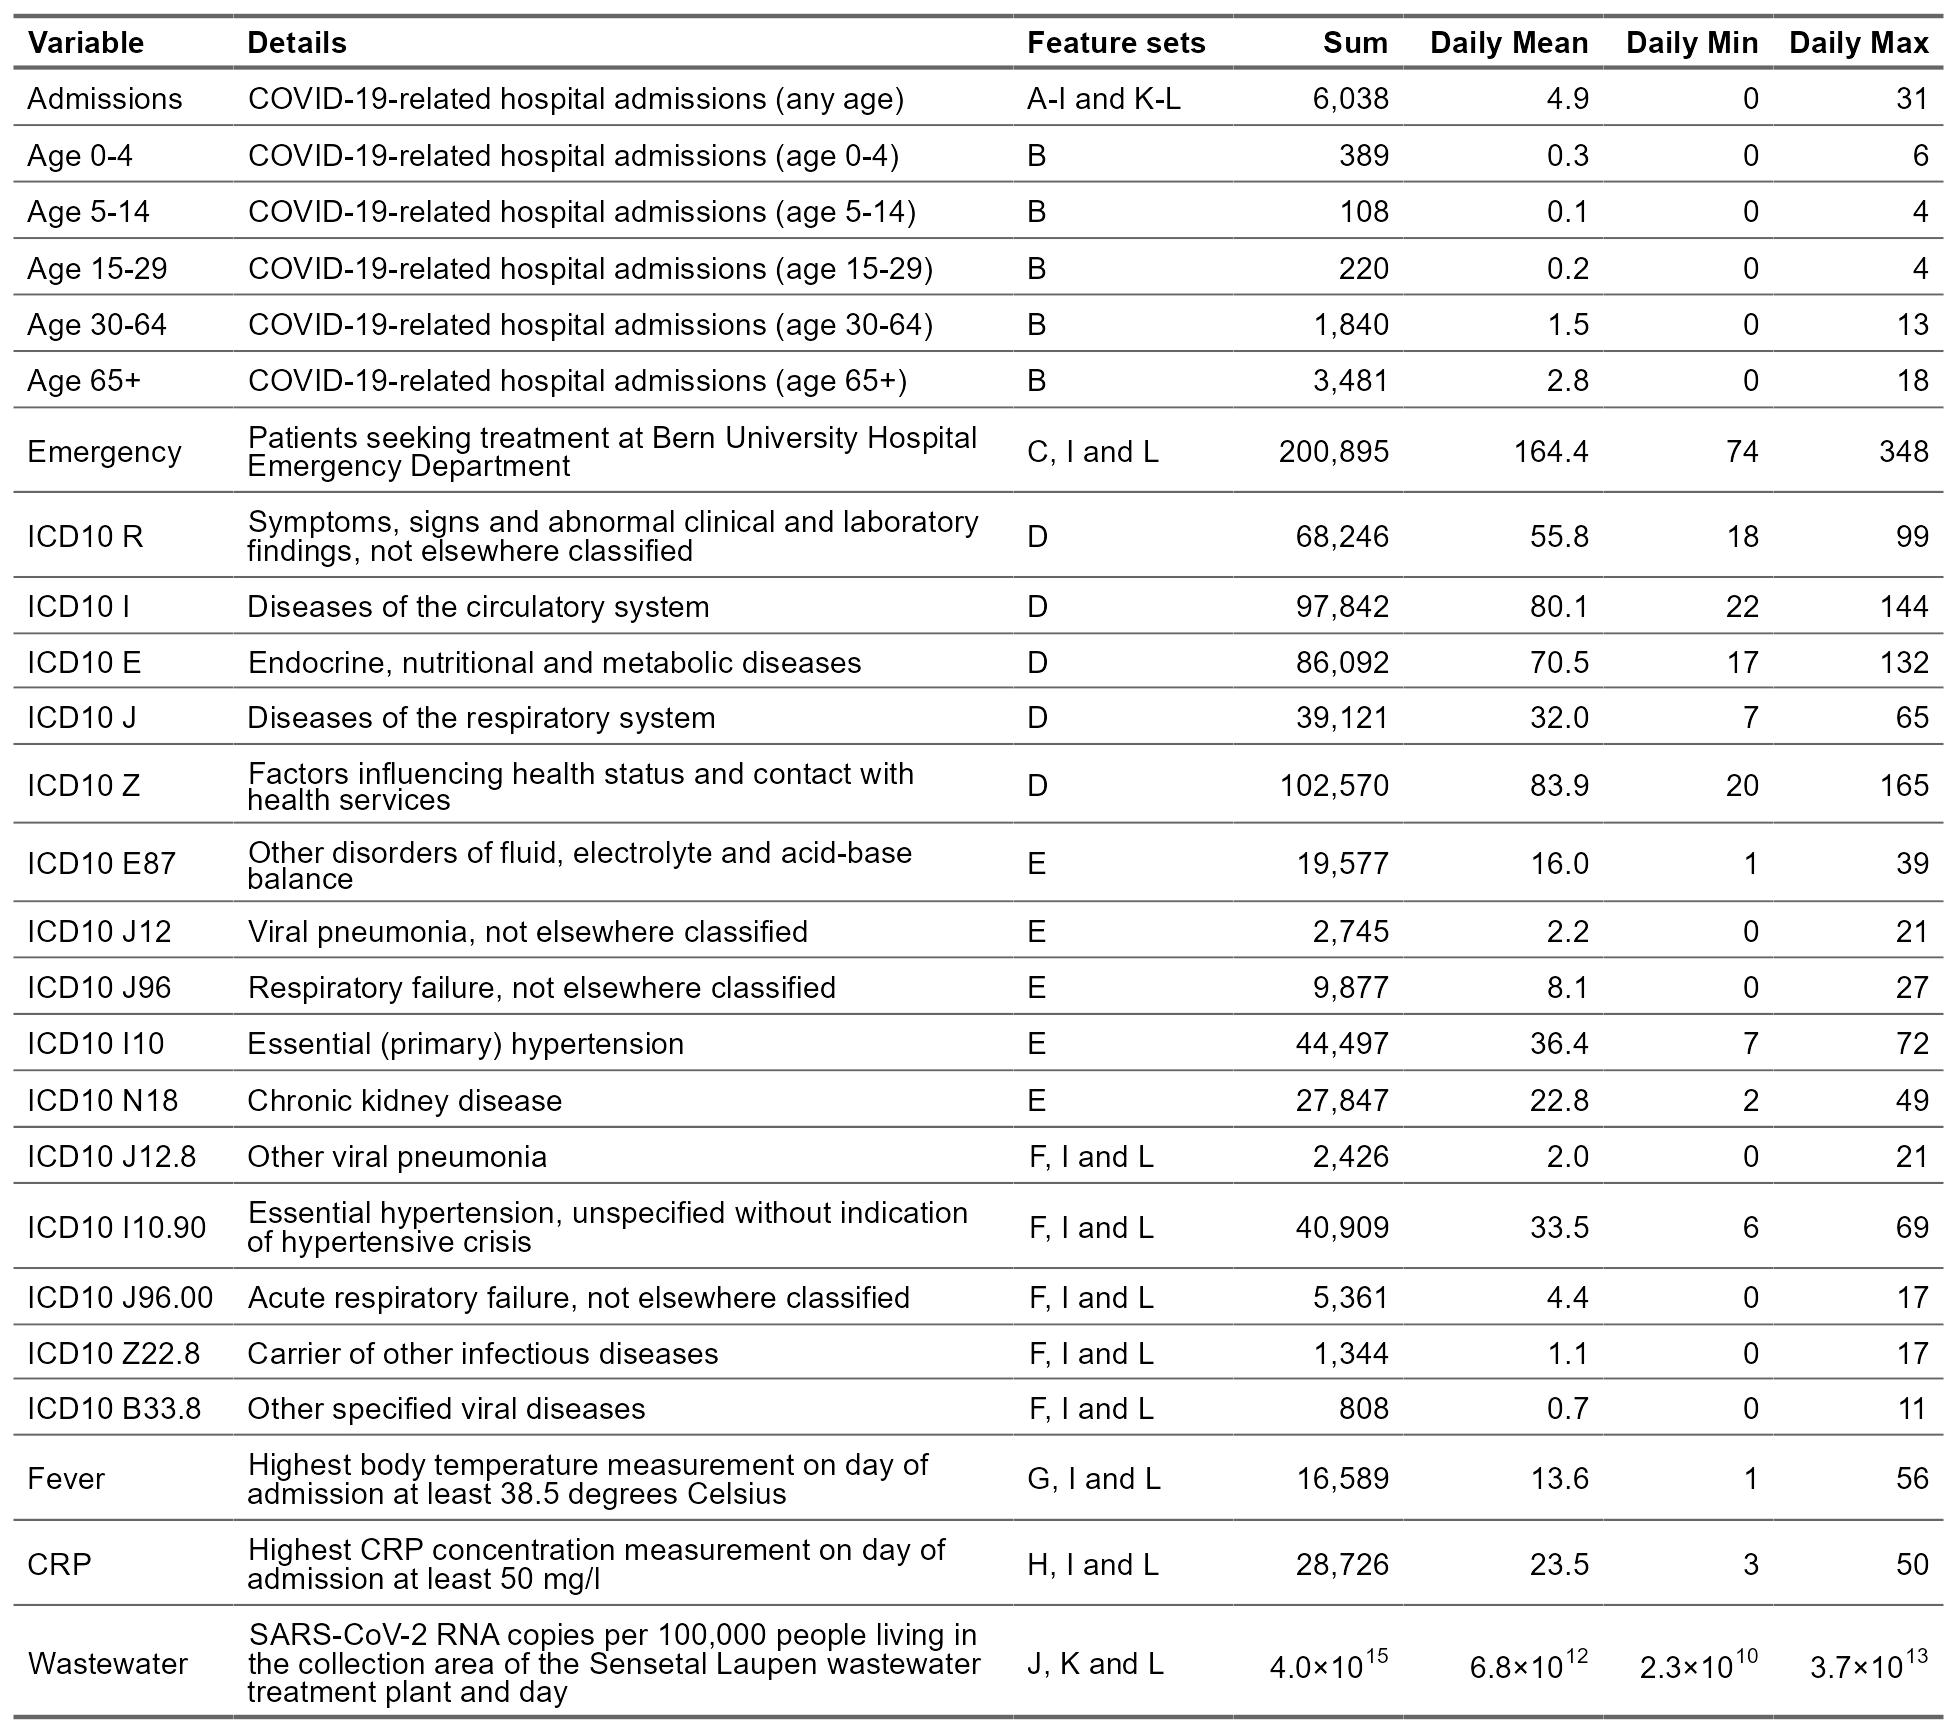 Variable Details Feature sets Sum Daily Mean Daily Min Daily Max
Admissions COVID-19-related hospital admissions (any age) A-I and K-L 6,038 4.9 0 31
Age 0-4 COVID-19-related hospital admissions (age 0-4) B 389 0.3 0 6
Age 5-14 COVID-19-related hospital admissions (age 5-14) B 108 0.1 0 4
Age 15-29 COVID-19-related hospital admissions (age 15-29) B 220 0.2 0 4
Age 30-64 COVID-19-related hospital admissions (age 30-64) B 1,840 1.5 0 13
Age 65+ COVID-19-related hospital admissions (age 65+) B 3,481 2.8 0 18
Emergency Patients seeking treatment at Bern University Hospital
Emergency Department C, I and L 200,895 164.4 74 348
ICD10 R Symptoms, signs and abnormal clinical and laboratory
findings, not elsewhere classified D 68,246 55.8 18 99
ICD10 I Diseases of the circulatory system D 97,842 80.1 22 144
ICD10 E Endocrine, nutritional and metabolic diseases D 86,092 70.5 17 132
ICD10 J Diseases of the respiratory system D 39,121 32.0 7 65
ICD10 Z Factors influencing health status and contact with
health services D 102,570 83.9 20 165
ICD10 E87 Other disorders of fluid, electrolyte and acid-base
balance E 19,577 16.0 1 39
ICD10 J12 Viral pneumonia, not elsewhere classified E 2,745 2.2 0 21
ICD10 J96 Respiratory failure, not elsewhere classified E 9,877 8.1 0 27
ICD10 I10 Essential (primary) hypertension E 44,497 36.4 7 72
ICD10 N18 Chronic kidney disease E 27,847 22.8 2 49
ICD10 J12.8 Other viral pneumonia F, I and L 2,426 2.0 0 21
ICD10 I10.90 Essential hypertension, unspecified without indication
of hypertensive crisis F, I and L 40,909 33.5 6 69
ICD10 J96.00 Acute respiratory failure, not elsewhere classified F, I and L 5,361 4.4 0 17
ICD10 Z22.8 Carrier of other infectious diseases F, I and L 1,344 1.1 0 17
ICD10 B33.8 Other specified viral diseases F, I and L 808 0.7 0 11
Fever Highest body temperature measurement on day of
admission at least 38.5 degrees Celsius G, I and L 16,589 13.6 1 56
CRP Highest CRP concentration measurement on day of
admission at least 50 mg/l H, I and L 28,726 23.5 3 50
Wastewater SARS-CoV-2 RNA copies per 100,000 people living in
the collection area of the Sensetal Laupen wastewater
treatment plant and day J, K and L 4.0×10¹⁵ 6.8×10¹² 2.3×10¹⁰ 3.7×10¹³